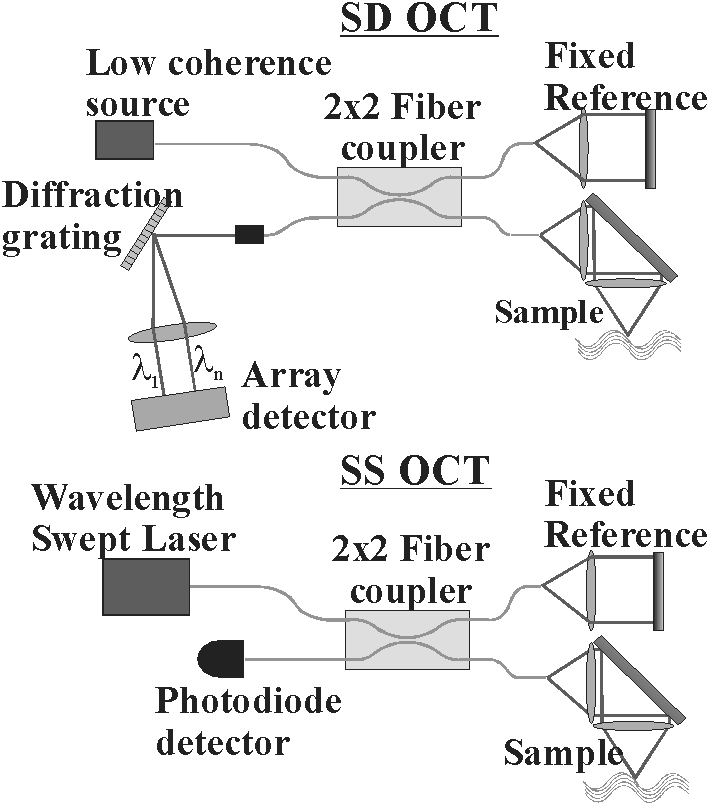 SD OCT
Low coherence
source
2x2 Fiber
coupler
Fixed
Reference
Diffraction
grating
Sample
λ1
λn
Array
detector
SS OCT
Wavelength
Swept Laser
2x2 Fiber
coupler
Fixed
Reference
Photodiode
detector
Sample